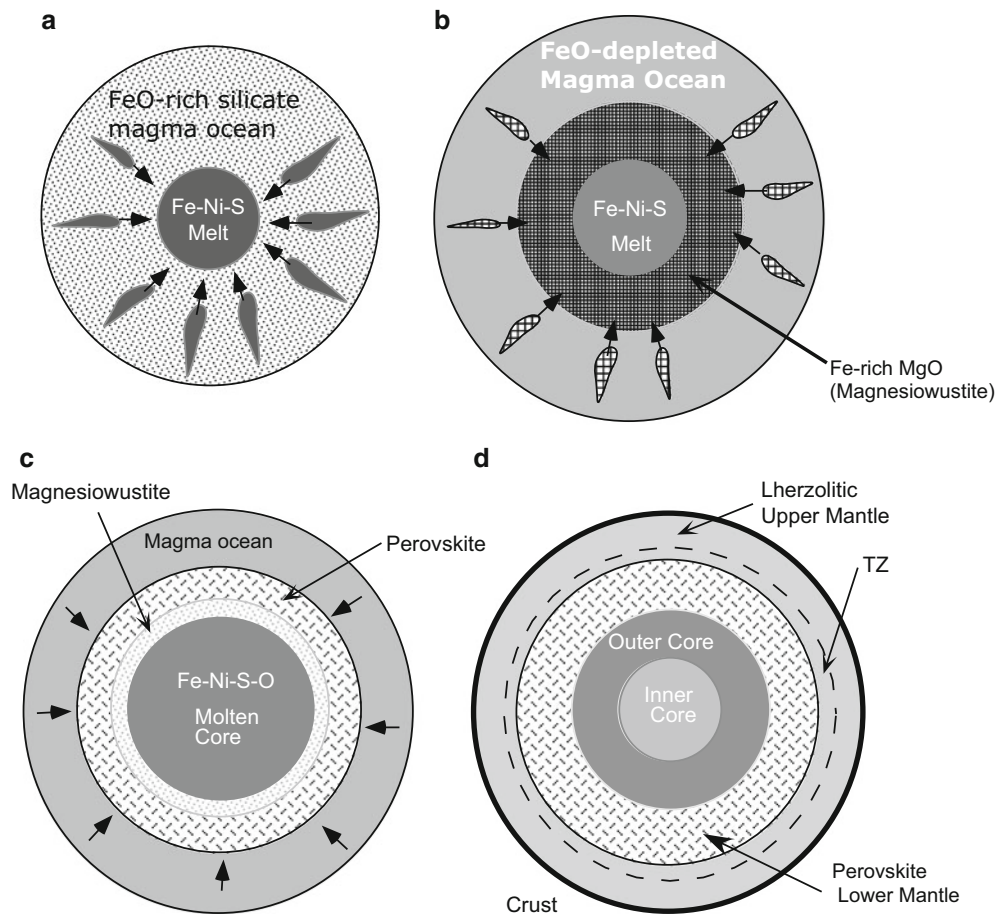 a
FeO-rich silicate
magma ocean
Fe-Ni-S
Melt
b
FeO-depleted
Magma Ocean
Fe-Ni-S
Melt
Fe-rich MgO
(Magnesiowustite)
c
Magnesiowustite
Magma ocean
Perovskite
Fe-Ni-S-O
Molten
Core
d
Lherzolitic
Upper Mantle
TZ
Outer Core
Inner
Core
Perovskite
Lower Mantle
Crust